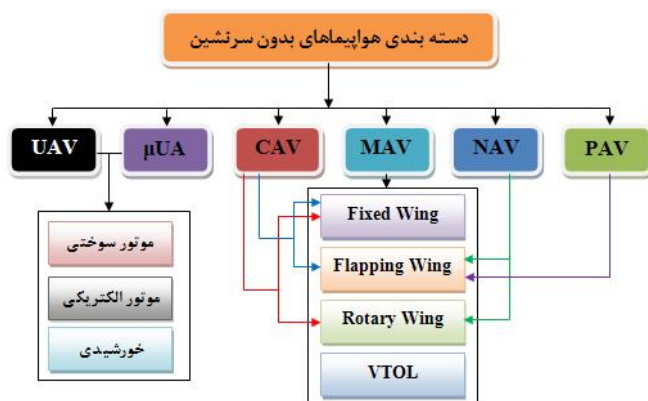 دسته بندی هواپیماهای بدون سرنشین
UAV
μUA
CAV
MAV
NAV
PAV
موتور سوختی
موتور الکتریکی
خورشیدی
Fixed Wing
Flapping Wing
Rotary Wing
VTOL